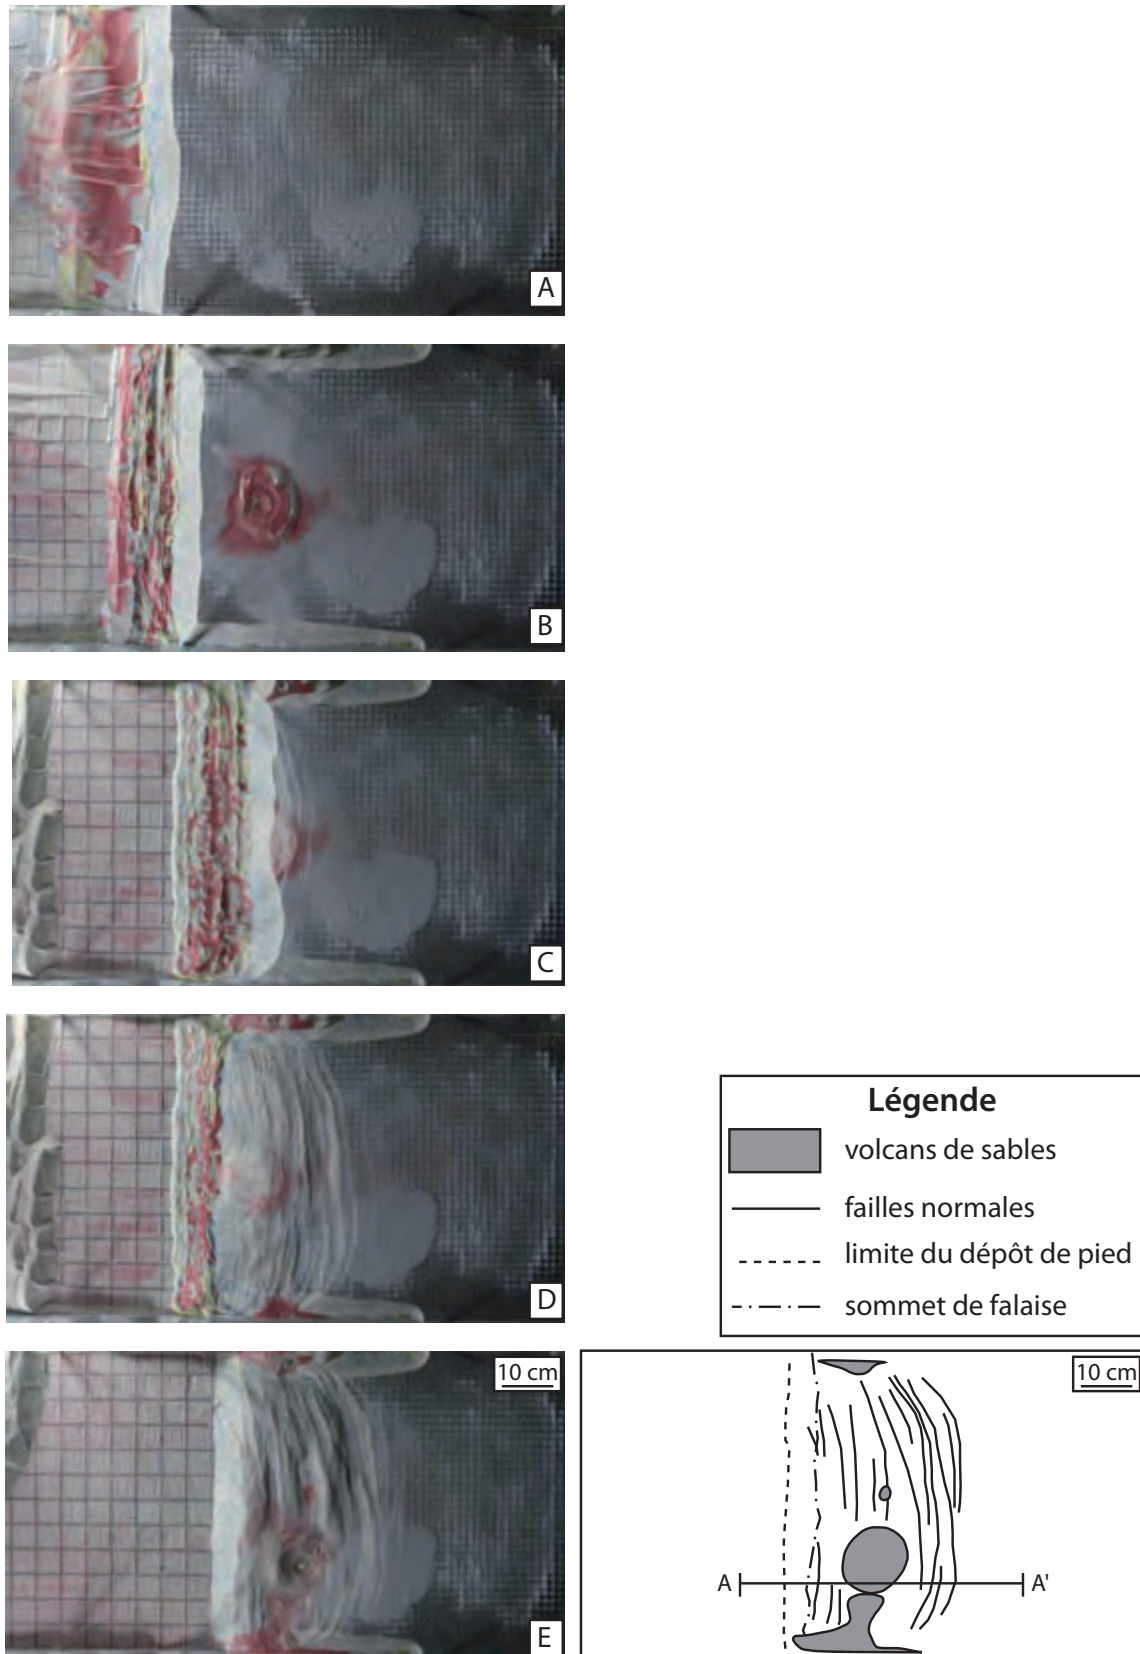 A
B
C
D
Légende
volcans de sables
failles normales
limite du dépôt de pied
sommet de falaise
10 cm
E
10 cm
A
A'